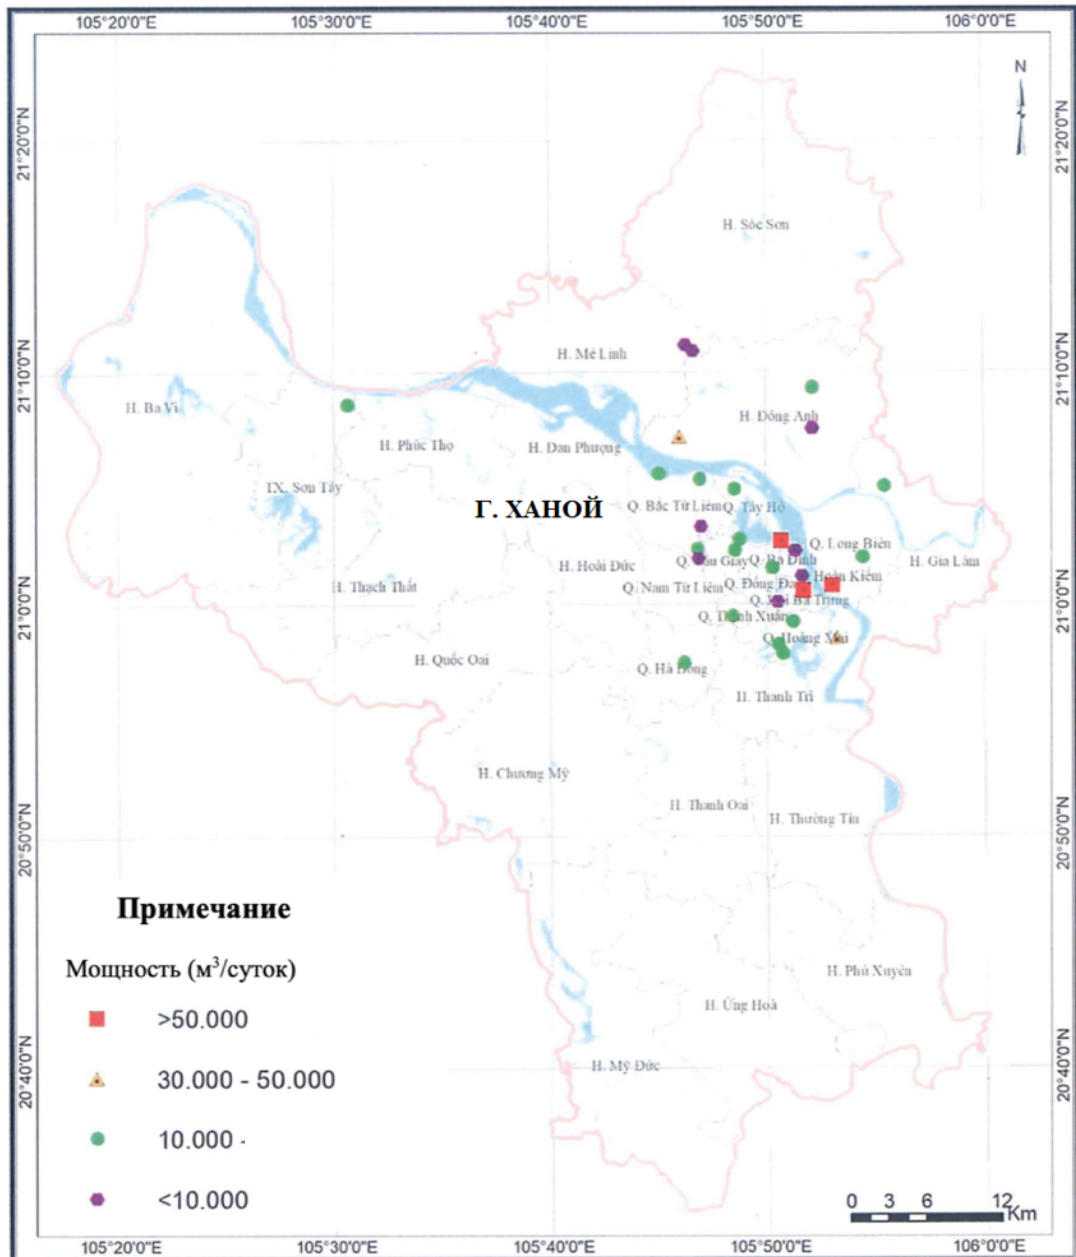 105°20'0"E 105°30'0"E 105°40'0"E 105°50'0"E 106°0'0"E
N
21°20'0"N 21°20'0"N
H. Sóc Sơn
H. Mê Linh
21°10'0"N 21°10'0"N
H. Ba Vì
H. Đông Anh
H. Phúc Thọ
H. Đan Phượng
TX. Sơn Tây
Г. ХАНОЙ
Q. Bắc Từ Liêm
Q. Tây Hồ
Q. Long Biên
H. Gia Lâm
Q. Ba Đình
H. Hoài Đức
Hoàn Kiếm
H. Thạch Thất
Q. Nam Từ Liêm
Q. Đống Đa
21°0'0"N 21°0'0"N
Bà Trưng
Q. Thanh Xuân
Q. Hoàng Mai
H. Quốc Oai
Q. Hà Đông
H. Thanh Trì
H. Chương Mỹ
H. Thanh Oai
H. Thường Tín
20°50'0"N 20°50'0"N
Примечание
Мощность (м³/суток)
H. Phú Xuyên
H. Ứng Hoà
>50.000
H. Mỹ Đức
20°40'0"N 20°40'0"N
30.000 - 50.000
10.000 -
<10.000
0 3 6 12
Km
105°20'0"E 105°30'0"E 105°40'0"E 105°50'0"E 106°0'0"E